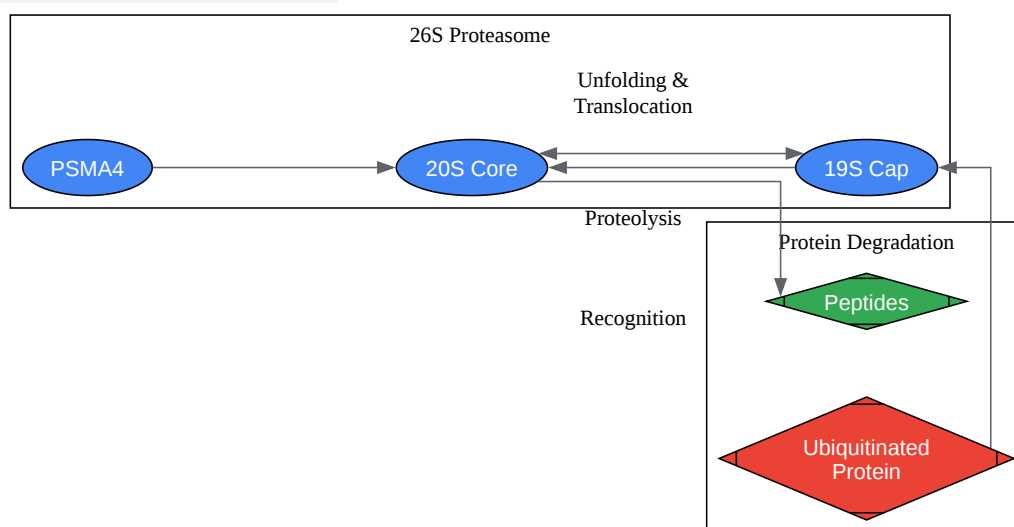 26S Proteasome
Unfolding &
Translocation
PSMA4
20S Core
19S Cap
Proteolysis
Protein Degradation
Peptides
Recognition
Ubiquitinated
Protein